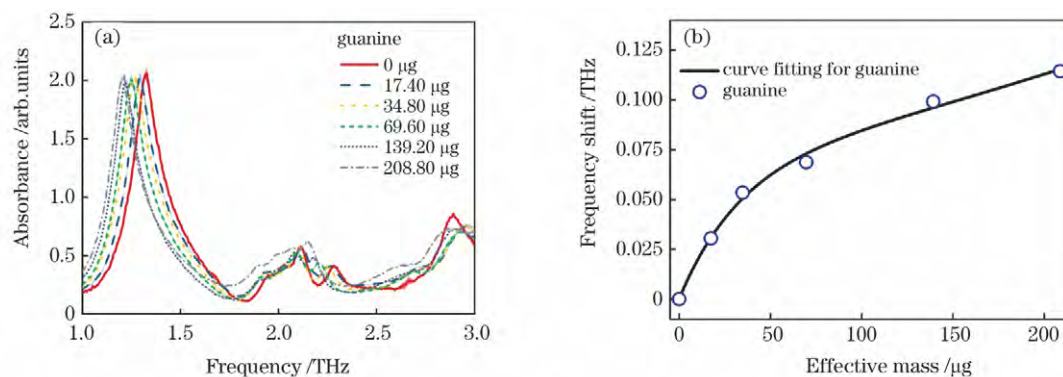 (a)
guanine
0 μg
17.40 μg
34.80 μg
69.60 μg
139.20 μg
208.80 μg
2.5
2.0
1.5
1.0
0.5
0
Absorbance /arb.units
1.0
1.5
2.0
2.5
3.0
Frequency /THz
(b)
curve fitting for guanine
guanine
0.125
0.100
0.075
0.050
0.025
0
Frequency shift /THz
0
50
100
150
200
Effective mass /μg